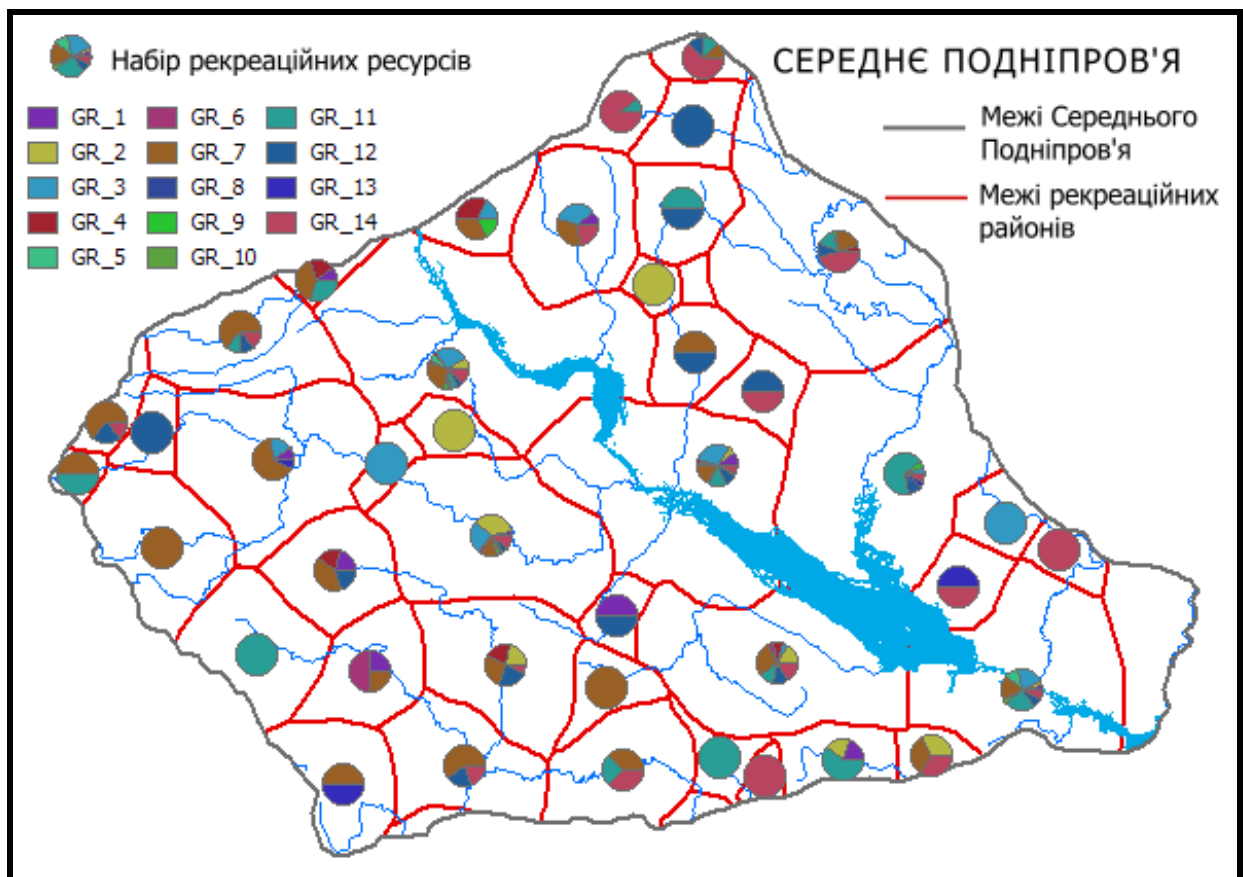 Набір рекреаційних ресурсів
GR_1 GR_6 GR_11
GR_2 GR_7 GR_12
GR_3 GR_8 GR_13
GR_4 GR_9 GR_14
GR_5 GR_10
СЕРЕДНЄ ПОДНІПРОВ'Я
Межі Середнього
Подніпров'я
Межі рекреаційних
районів